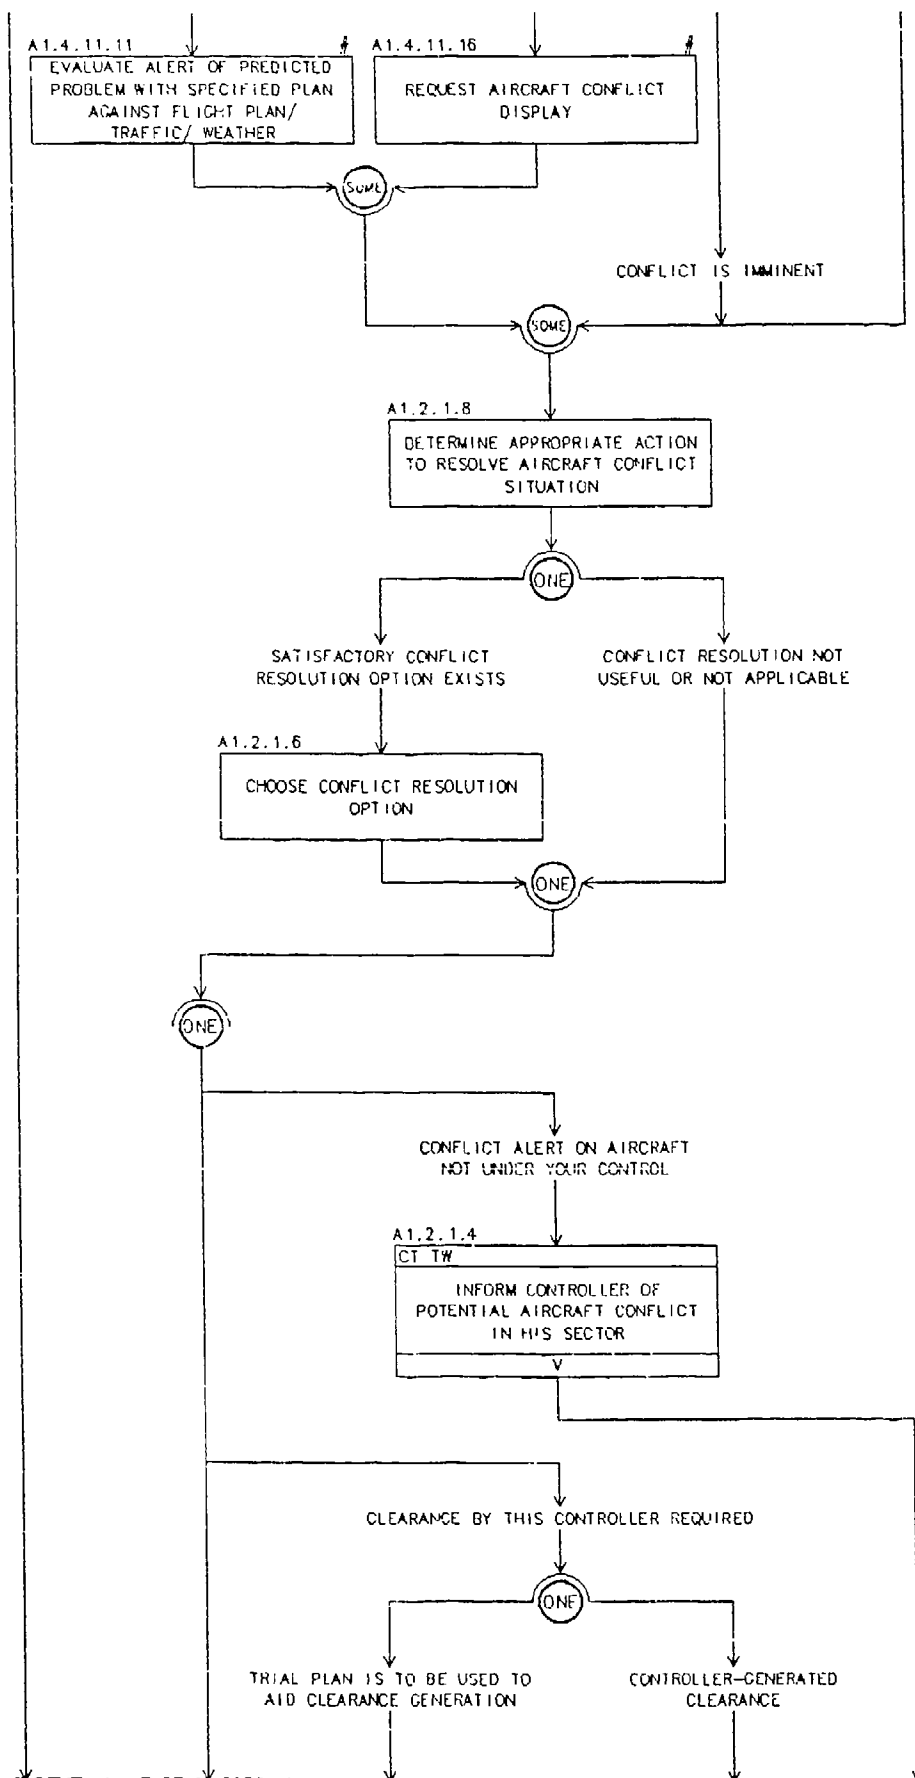 A1.4.11.11 #
EVALUATE ALERT OF PREDICTED
PROBLEM WITH SPECIFIED PLAN
AGAINST FLIGHT PLAN/
TRAFFIC/ WEATHER
A1.4.11.16 #
REQUEST AIRCRAFT CONFLICT
DISPLAY
SOME
CONFLICT IS IMMINENT
SOME
A1.2.1.8
DETERMINE APPROPRIATE ACTION
TO RESOLVE AIRCRAFT CONFLICT
SITUATION
ONE
SATISFACTORY CONFLICT
RESOLUTION OPTION EXISTS
CONFLICT RESOLUTION NOT
USEFUL OR NOT APPLICABLE
A1.2.1.6
CHOOSE CONFLICT RESOLUTION
OPTION
ONE
ONE
CONFLICT ALERT ON AIRCRAFT
NOT UNDER YOUR CONTROL
A1.2.1.4
CT TW
INFORM CONTROLLER OF
POTENTIAL AIRCRAFT CONFLICT
IN HIS SECTOR
V
CLEARANCE BY THIS CONTROLLER REQUIRED
ONE
TRIAL PLAN IS TO BE USED TO
AID CLEARANCE GENERATION
CONTROLLER-GENERATED
CLEARANCE